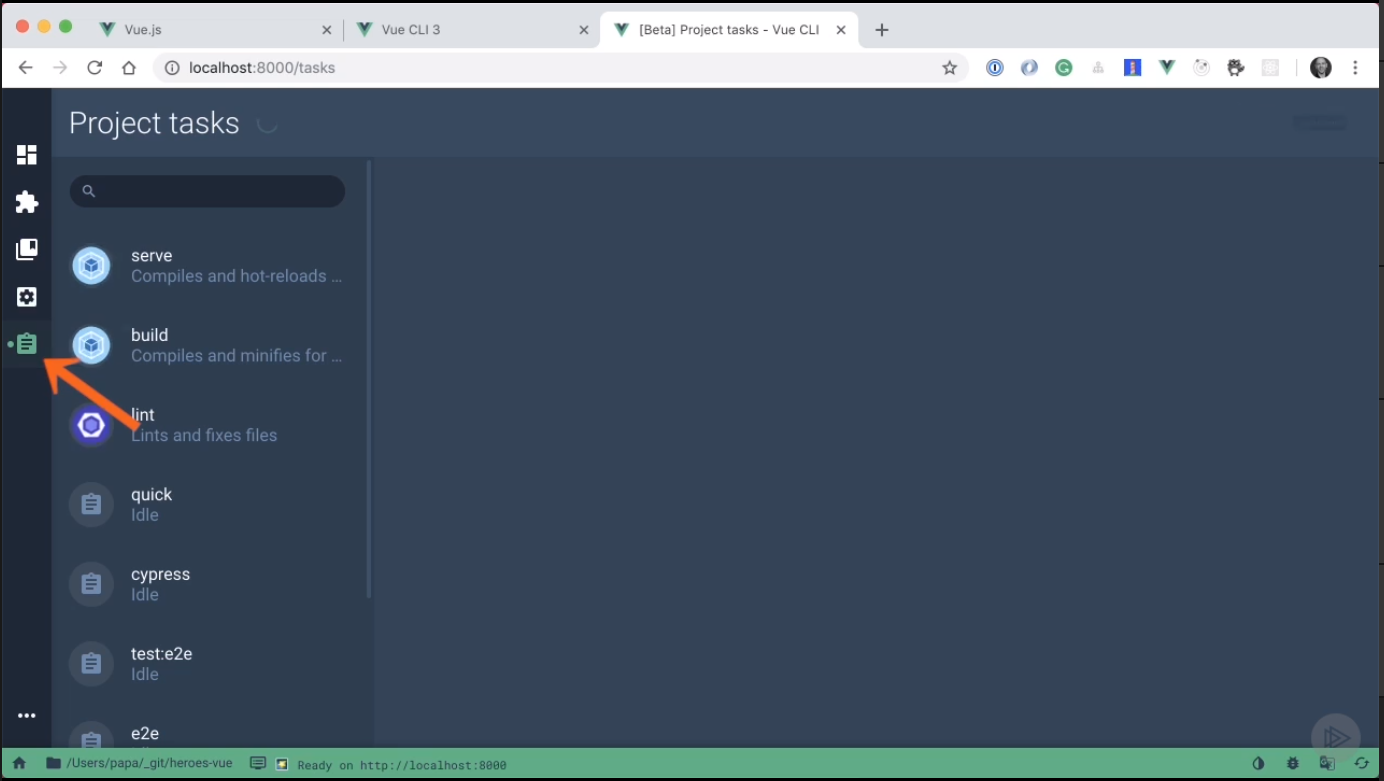 Vue.js
Vue CLI 3
[Beta] Project tasks - Vue CLI
localhost:8000/tasks
Project tasks
serve
Compiles and hot-reloads ...
build
Compiles and minifies for ...
lint
Lints and fixes files
quick
Idle
cypress
Idle
test:e2e
Idle
e2e
/Users/papa/_git/heroes-vue
Ready on http://localhost:8000